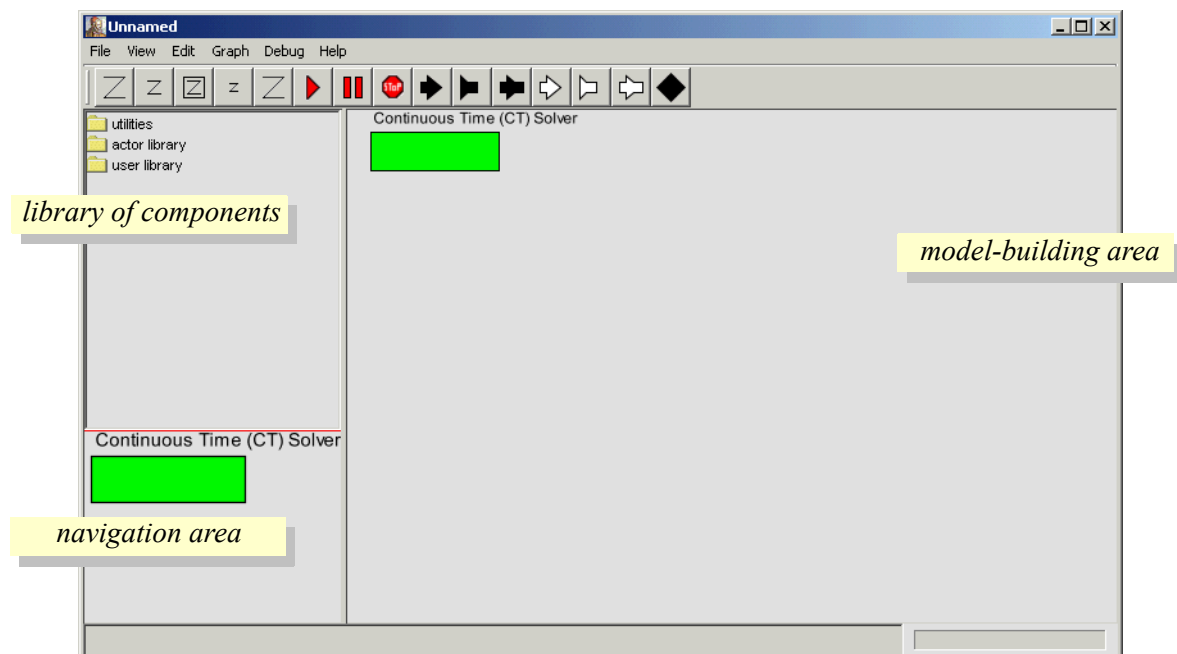 Unnamed
File View Edit Graph Debug Help
Z Z Z Z Z STOP
utilities
actor library
user library
Continuous Time (CT) Solver
library of components
model-building area
Continuous Time (CT) Solver
navigation area